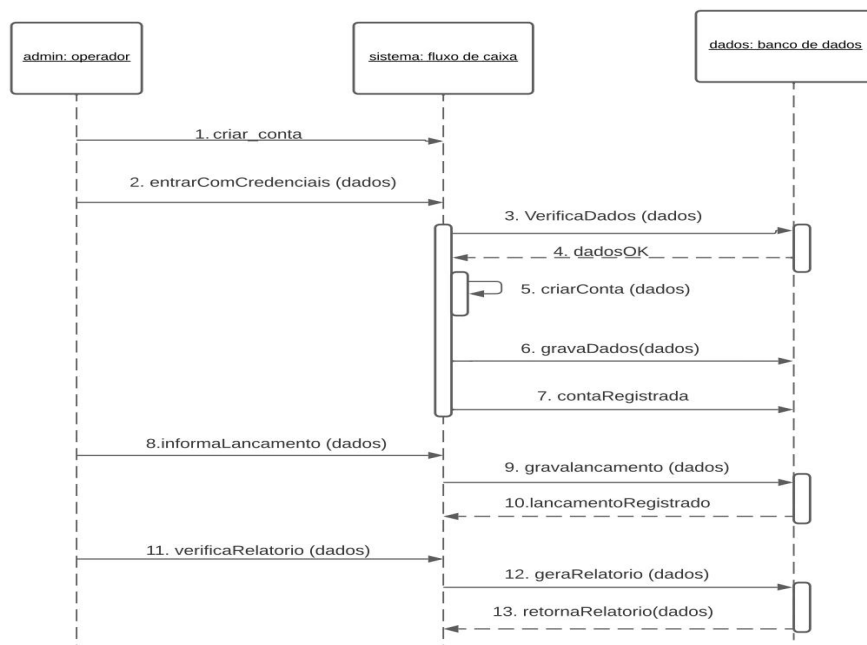 admin: operador
sistema: fluxo de caixa
dados: banco de dados
1. criar_conta
2. entrarComCredenciais (dados)
3. VerificaDados (dados)
4. dadosOK
5. criarConta (dados)
6. gravaDados(dados)
7. contaRegistrada
8.informaLancamento (dados)
9. gravalancamento (dados)
10.lancamentoRegistrado
11. verificaRelatorio (dados)
12. geraRelatorio (dados)
13. retornaRelatorio(dados)